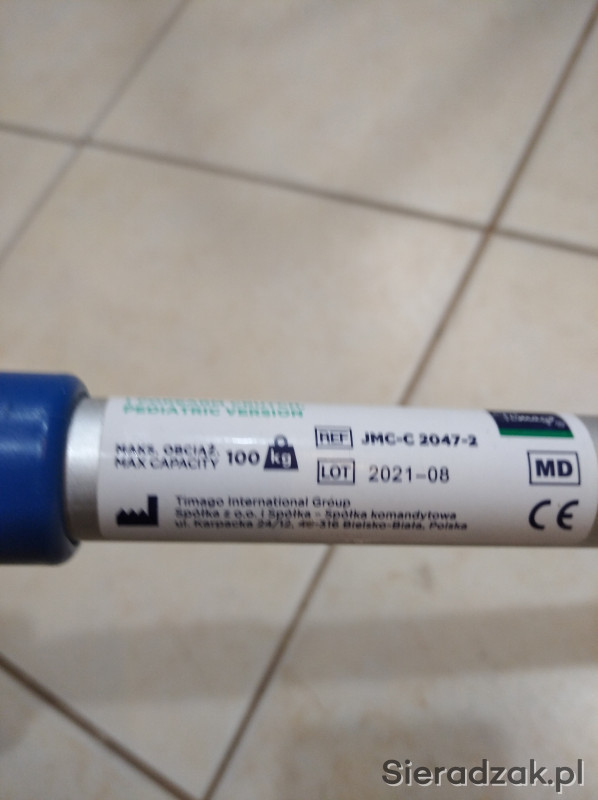 PEDIATRIC VERSION
MAKS. OBCIĄŻ.
MAX CAPACITY 100 kg
REF JMC-C 2047-2
LOT 2021-08
MD
Timago International Group
Spółka z o.o. i Spółka – Spółka komandytowa
ul. Karpacka 24/12, 43-316 Bielsko-Biała, Polska
CE
Sieradzak.pl